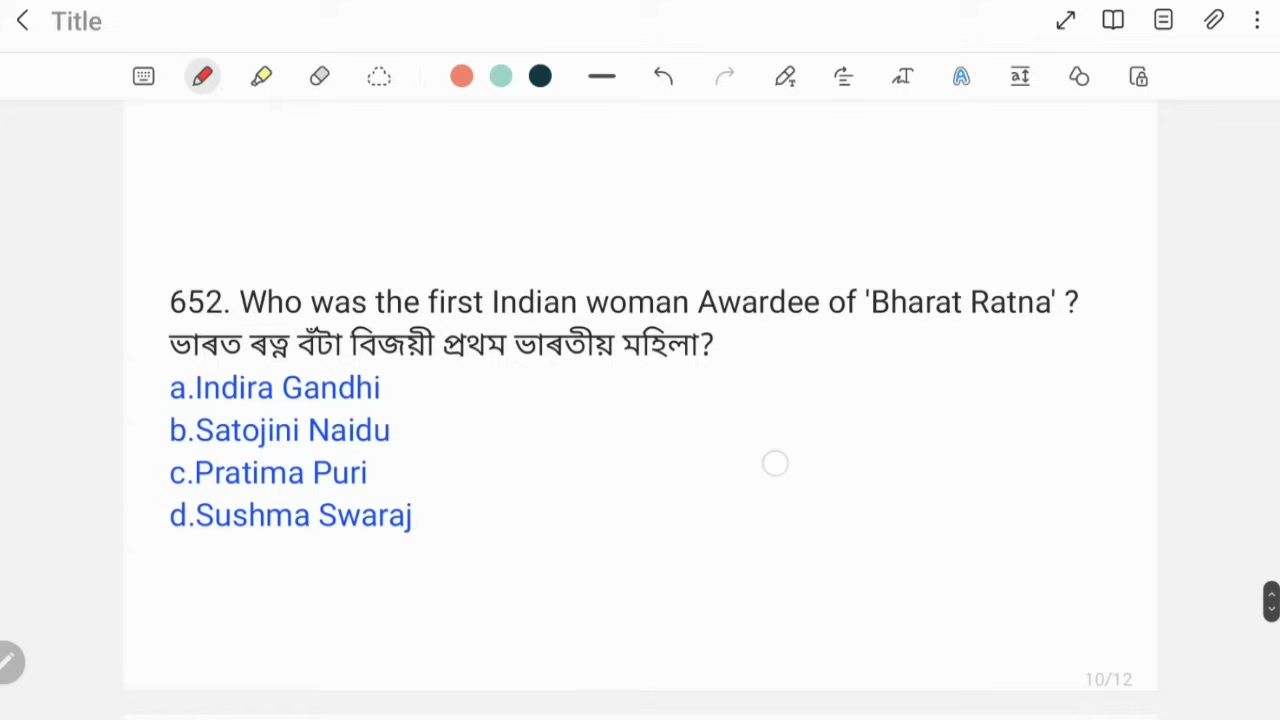 Title
652. Who was the first Indian woman Awardee of 'Bharat Ratna' ?
ভাৰত ৰত্ন বঁটা বিজয়ী প্ৰথম ভাৰতীয় মহিলা?
a.Indira Gandhi
b.Satojini Naidu
c.Pratima Puri
d.Sushma Swaraj
10/12